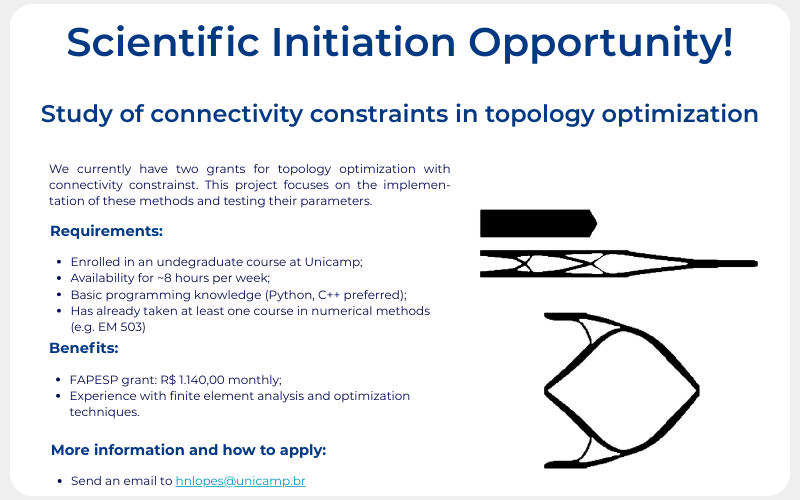 Scientific Initiation Opportunity!
Study of connectivity constraints in topology optimization
We currently have two grants for topology optimization with
connectivity constrainst. This project focuses on the implemen-
tation of these methods and testing their parameters.
Requirements:
• Enrolled in an undegraduate course at Unicamp;
• Availability for ~8 hours per week;
• Basic programming knowledge (Python, C++ preferred);
• Has already taken at least one course in numerical methods
(e.g. EM 503)
Benefits:
• FAPESP grant: R$ 1.140,00 monthly;
• Experience with finite element analysis and optimization
techniques.
More information and how to apply:
• Send an email to hnlopes@unicamp.br